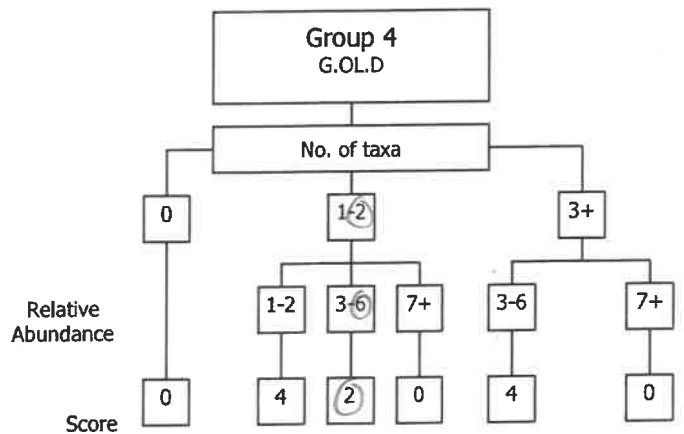 Group 4
G.OL.D
No. of taxa
0
1-2
3+
Relative
Abundance
1-2
3-6
7+
3-6
7+
Score
0
4
2
0
4
0